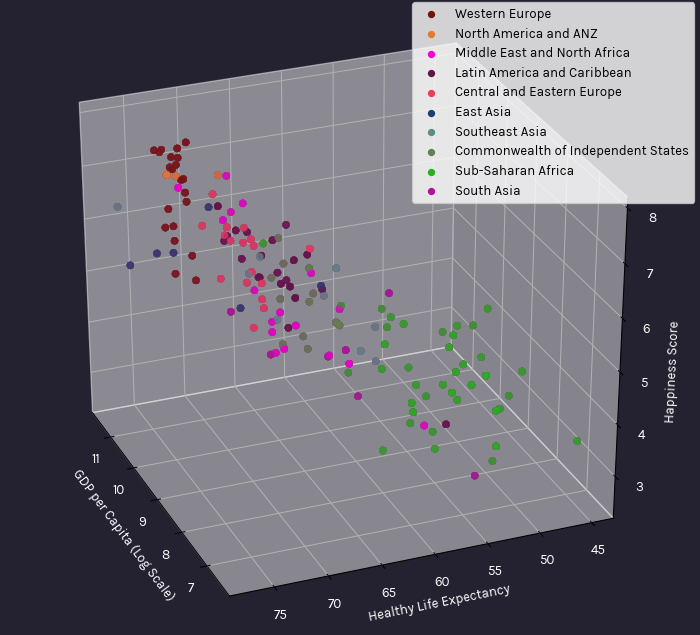 Western Europe
North America and ANZ
Middle East and North Africa
Latin America and Caribbean
Central and Eastern Europe
East Asia
Southeast Asia
Commonwealth of Independent States
Sub-Saharan Africa
South Asia
8
7
6
5
4
3
Happiness Score
11
10
9
8
7
GDP per Capita (Log Scale)
75
70
65
60
55
50
45
Healthy Life Expectancy